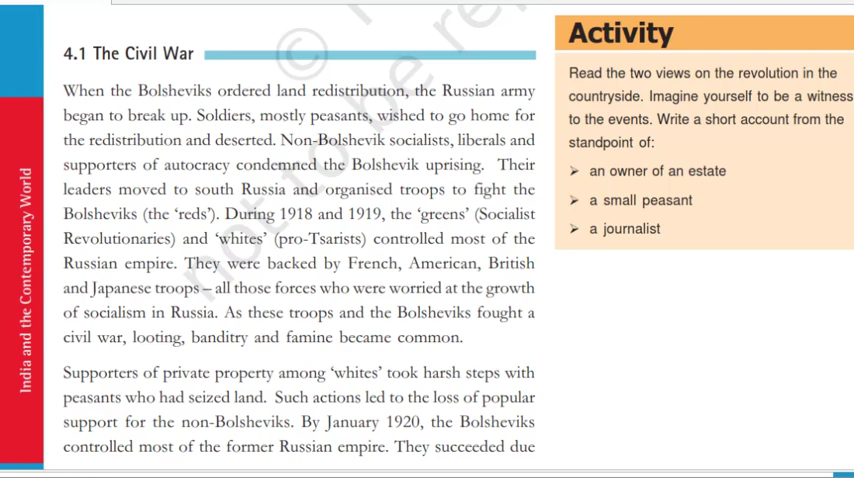 4.1 The Civil War
When the Bolsheviks ordered land redistribution, the Russian army
began to break up. Soldiers, mostly peasants, wished to go home for
the redistribution and deserted. Non-Bolshevik socialists, liberals and
supporters of autocracy condemned the Bolshevik uprising. Their
leaders moved to south Russia and organised troops to fight the
Bolsheviks (the ‘reds’). During 1918 and 1919, the ‘greens’ (Socialist
Revolutionaries) and ‘whites’ (pro-Tsarists) controlled most of the
Russian empire. They were backed by French, American, British
and Japanese troops – all those forces who were worried at the growth
of socialism in Russia. As these troops and the Bolsheviks fought a
civil war, looting, banditry and famine became common.
Supporters of private property among ‘whites’ took harsh steps with
peasants who had seized land. Such actions led to the loss of popular
support for the non-Bolsheviks. By January 1920, the Bolsheviks
controlled most of the former Russian empire. They succeeded due
Activity
Read the two views on the revolution in the
countryside. Imagine yourself to be a witness
to the events. Write a short account from the
standpoint of:
➢ an owner of an estate
➢ a small peasant
➢ a journalist
India and the Contemporary World
© 
not to be re